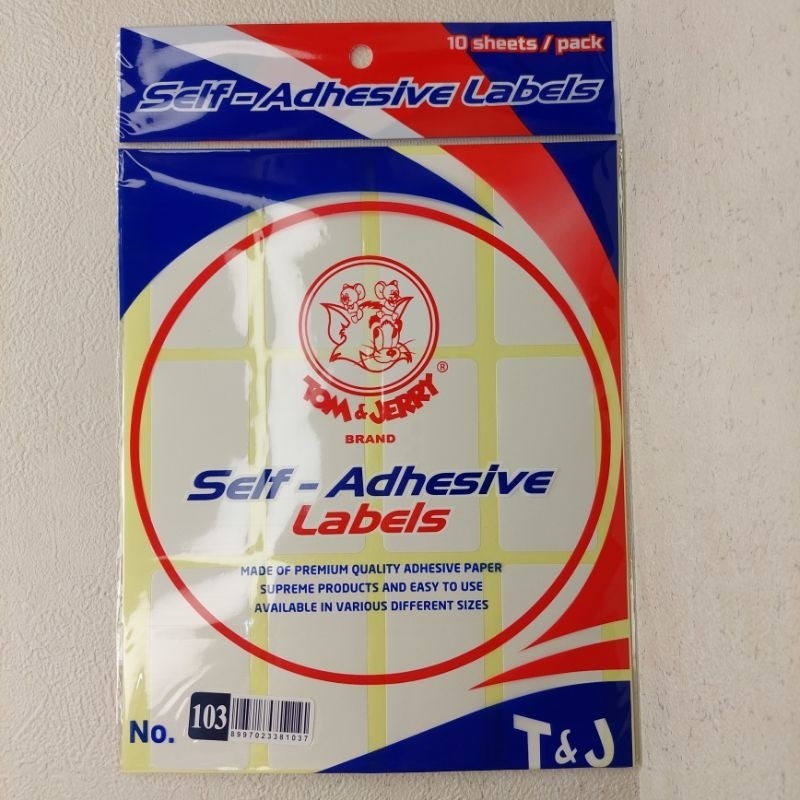 10 sheets / pack
Self - Adhesive Labels
TOM & JERRY ®
BRAND
Self - Adhesive
Labels
MADE OF PREMIUM QUALITY ADHESIVE PAPER
SUPREME PRODUCTS AND EASY TO USE
AVAILABLE IN VARIOUS DIFFERENT SIZES
No. 103
8997023381037
T & J